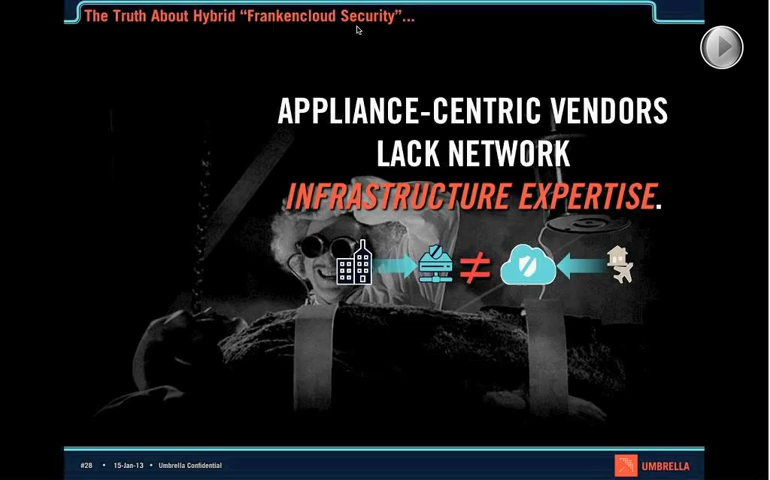 The Truth About Hybrid “Frankencloud Security”...
APPLIANCE-CENTRIC VENDORS
LACK NETWORK
INFRASTRUCTURE EXPERTISE.
≠
#28 • 15-Jan-13 • Umbrella Confidential
UMBRELLA